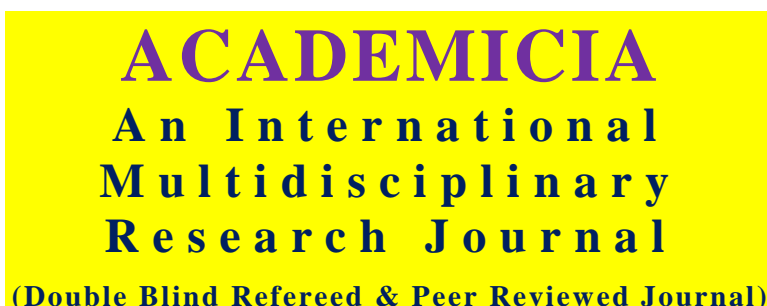 ACADEMICIA
An International
Multidisciplinary
Research Journal
(Double Blind Refereed & Peer Reviewed Journal)